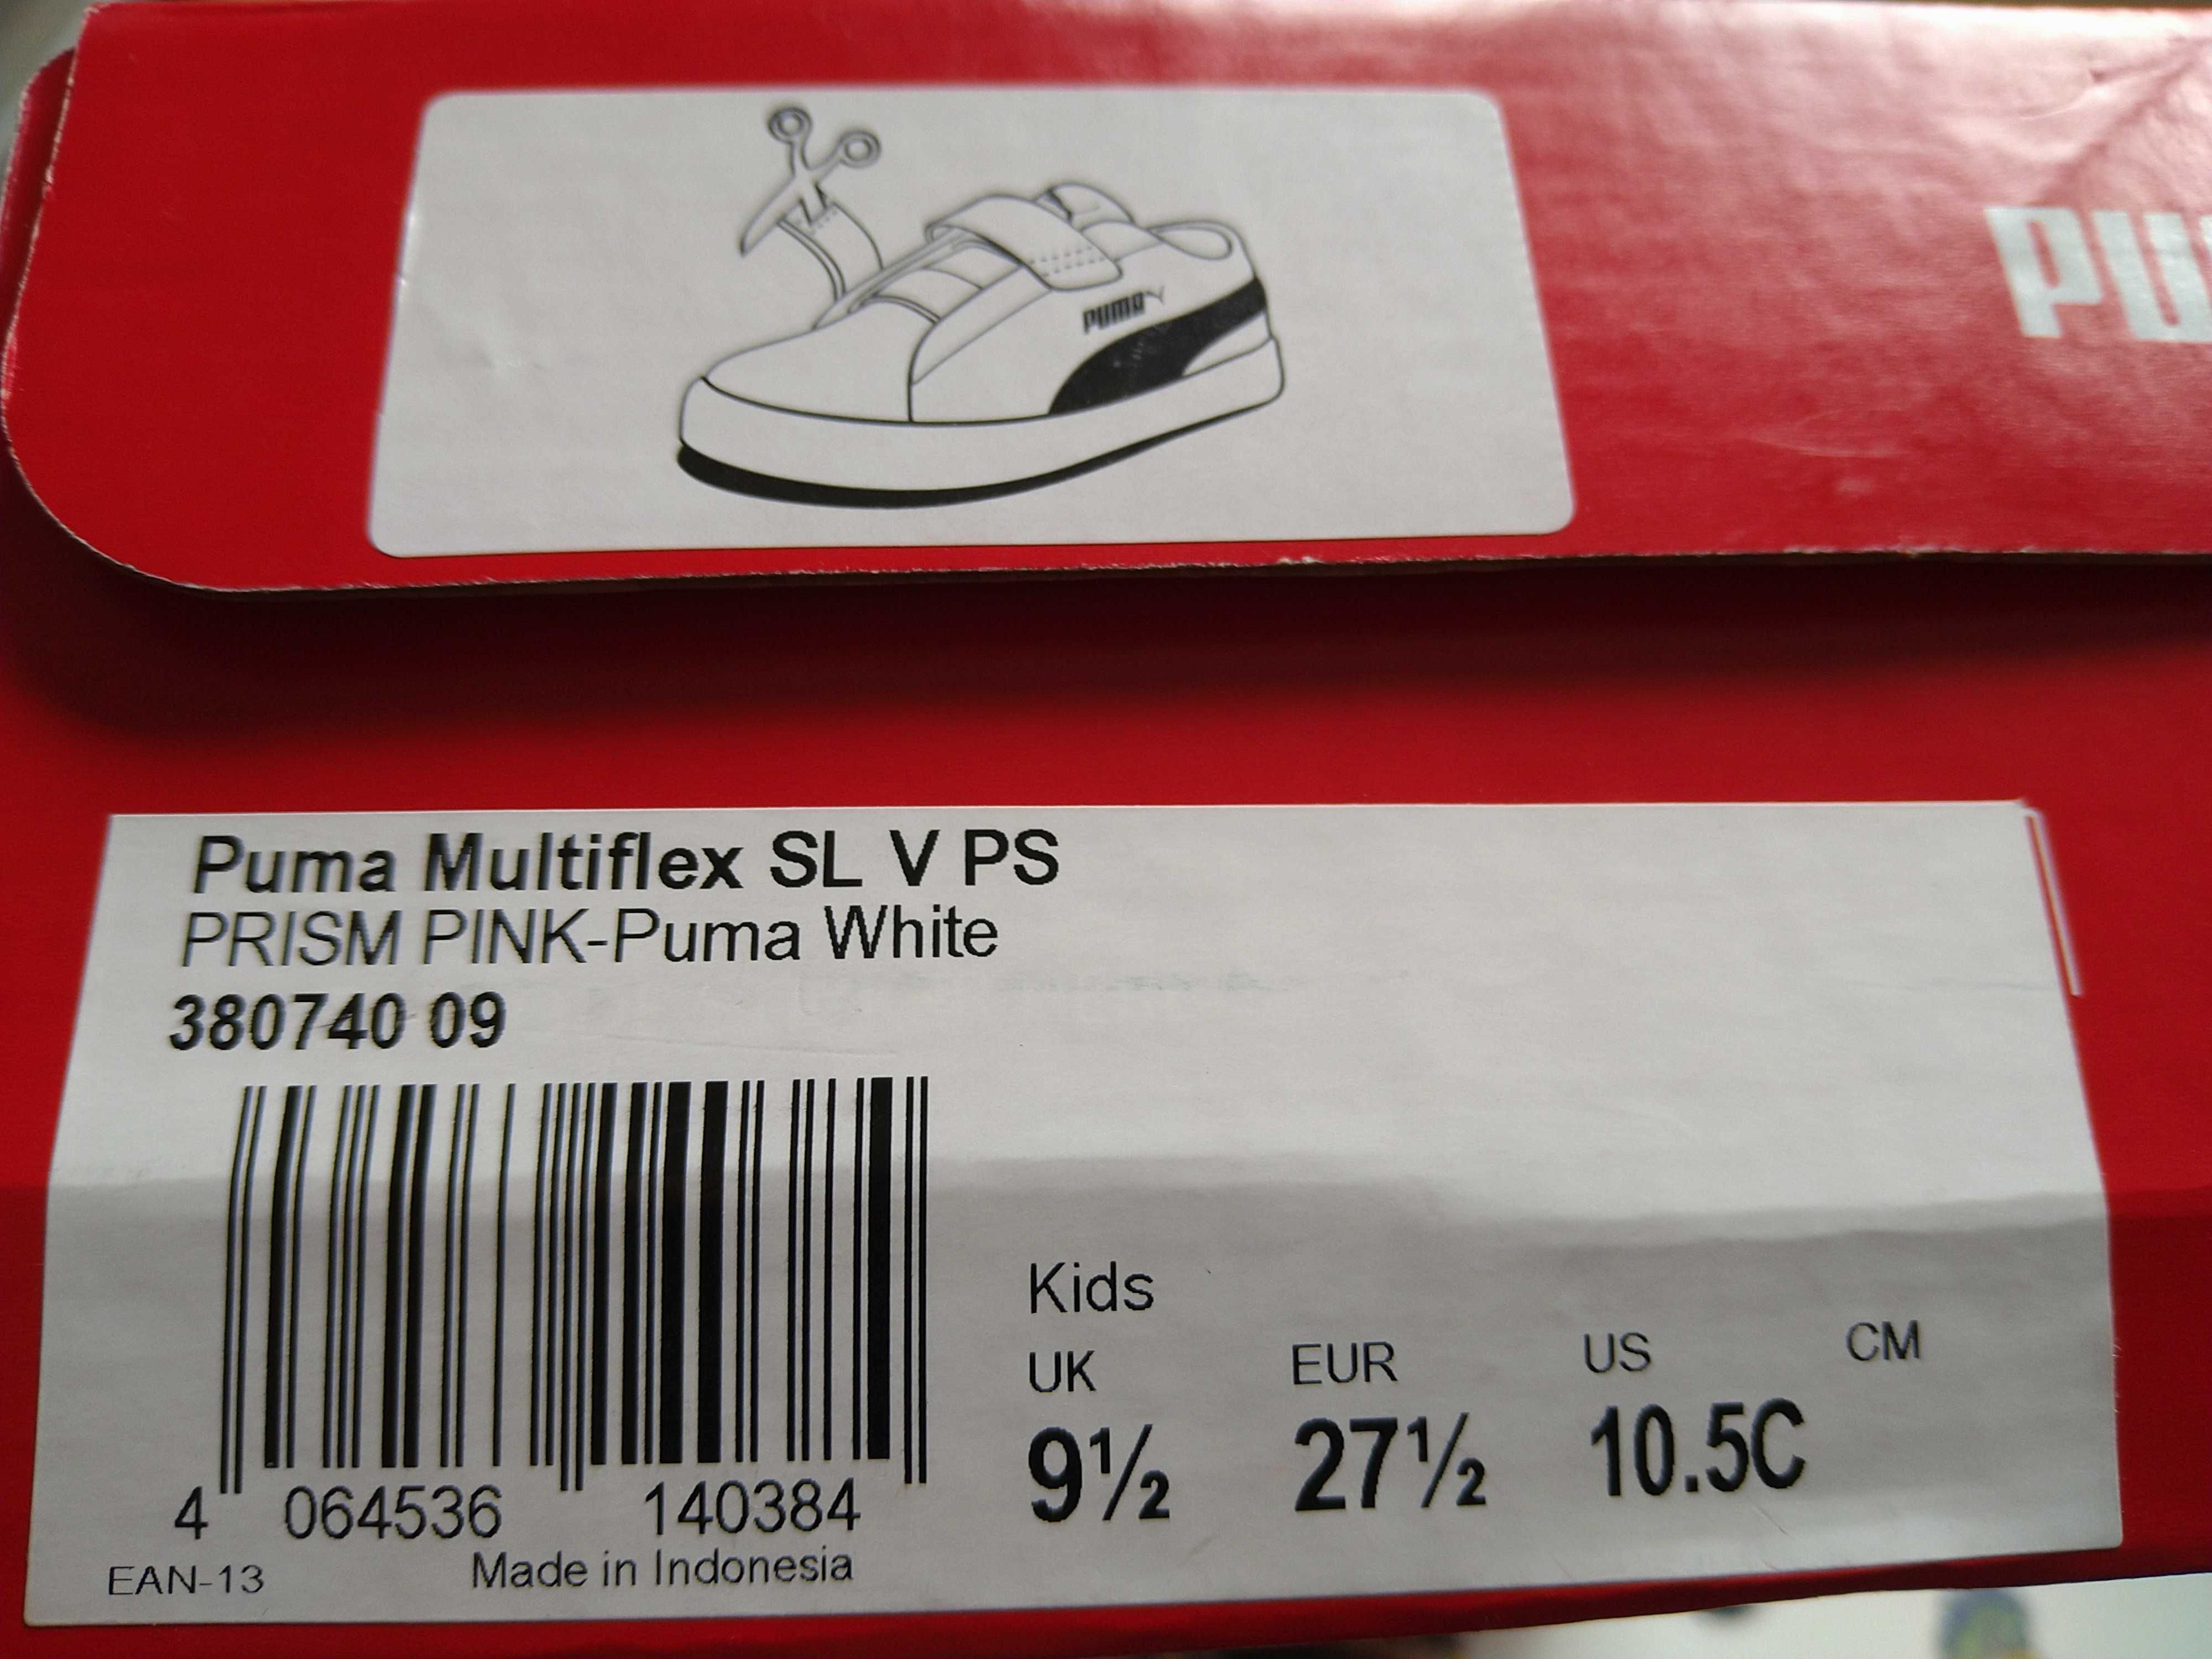 PUMA
PU
Puma Multiflex SL V PS
PRISM PINK-Puma White
380740 09
4 064536 140384
EAN-13 Made in Indonesia
Kids
UK EUR US CM
9½ 27½ 10.5C